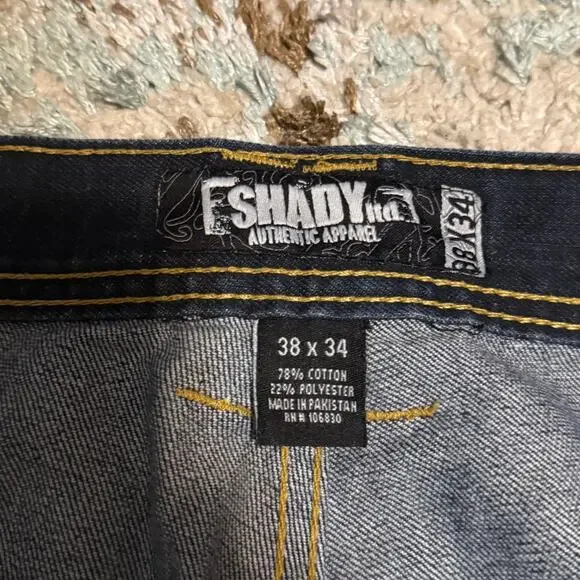 SHADY ltd
AUTHENTIC APPAREL
38 X 34
38 x 34
78% COTTON
22% POLYESTER
MADE IN PAKISTAN
RN# 106830